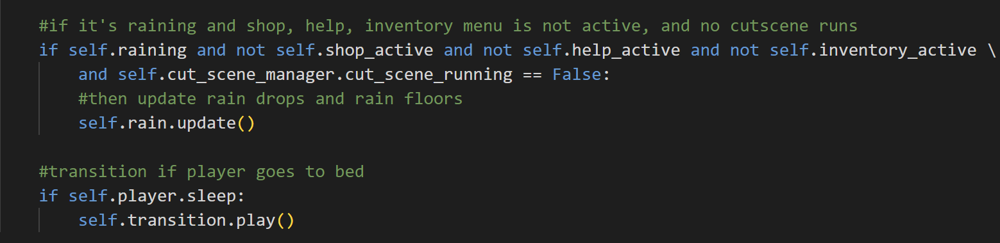 #if it's raining and shop, help, inventory menu is not active, and no cutscene runs
if self.raining and not self.shop_active and not self.help_active and not self.inventory_active \
    and self.cut_scene_manager.cut_scene_running == False:
    #then update rain drops and rain floors
    self.rain.update()

#transition if player goes to bed
if self.player.sleep:
    self.transition.play()